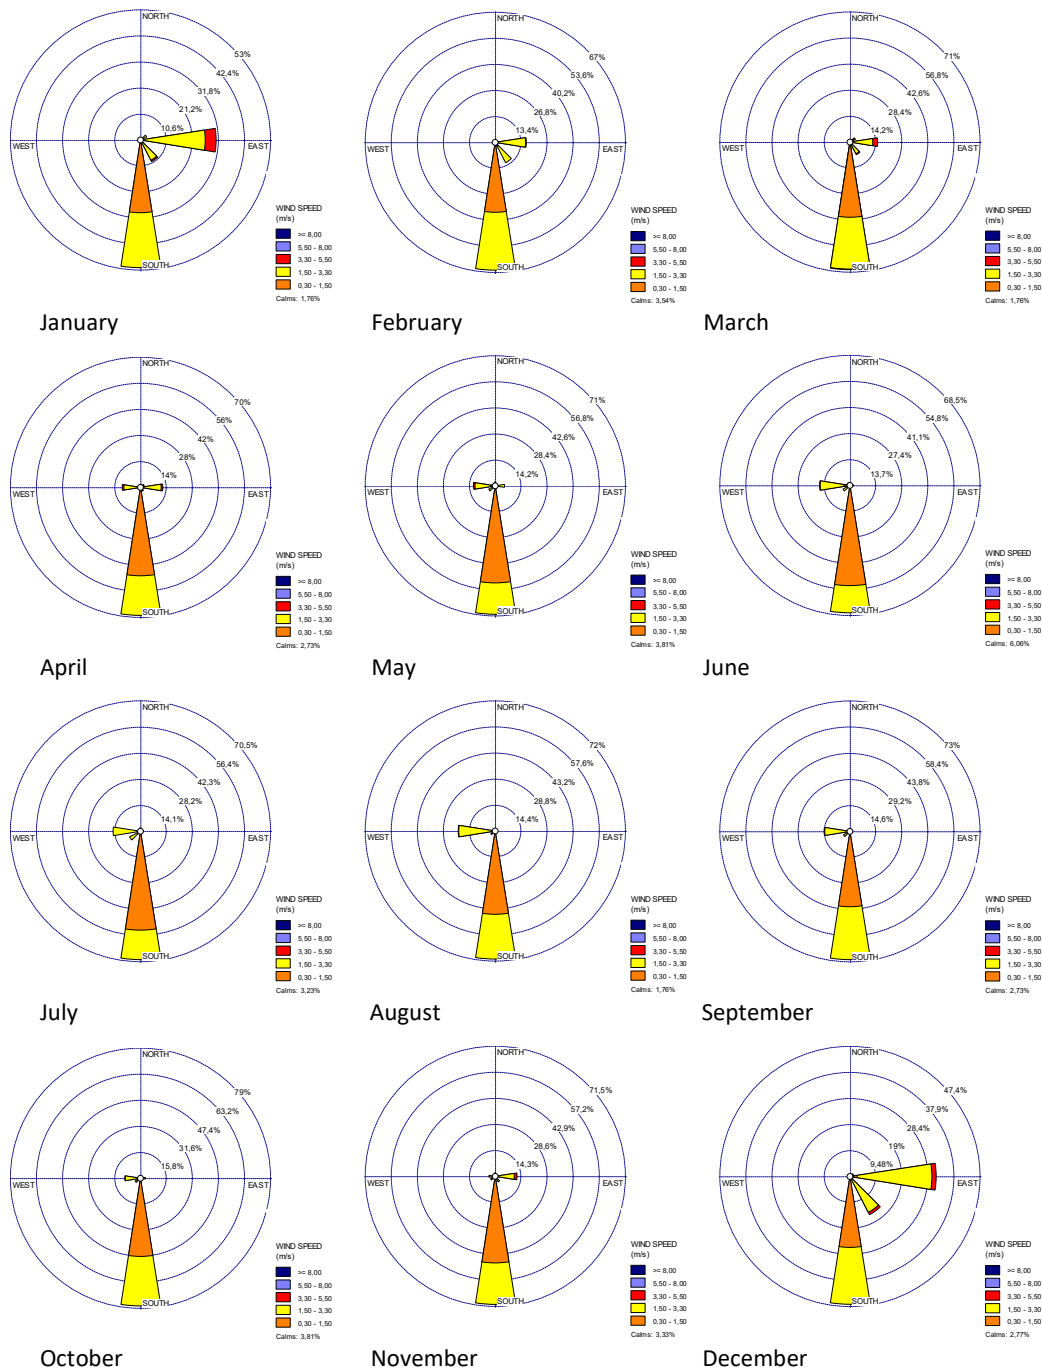 NORTH
53%
42,4%
31,8%
21,2%
10,6%
WEST
EAST
SOUTH
WIND SPEED
(m/s)
>= 8,00
5,50 - 8,00
3,30 - 5,50
1,50 - 3,30
0,30 - 1,50
Calms: 1,76%
January
NORTH
67%
53,6%
40,2%
26,8%
13,4%
WEST
EAST
SOUTH
WIND SPEED
(m/s)
>= 8,00
5,50 - 8,00
3,30 - 5,50
1,50 - 3,30
0,30 - 1,50
Calms: 3,54%
February
NORTH
71%
56,8%
42,6%
28,4%
14,2%
WEST
EAST
SOUTH
WIND SPEED
(m/s)
>= 8,00
5,50 - 8,00
3,30 - 5,50
1,50 - 3,30
0,30 - 1,50
Calms: 1,76%
March
NORTH
70%
56%
42%
28%
14%
WEST
EAST
SOUTH
WIND SPEED
(m/s)
>= 8,00
5,50 - 8,00
3,30 - 5,50
1,50 - 3,30
0,30 - 1,50
Calms: 2,73%
April
NORTH
71%
56,8%
42,6%
28,4%
14,2%
WEST
EAST
SOUTH
WIND SPEED
(m/s)
>= 8,00
5,50 - 8,00
3,30 - 5,50
1,50 - 3,30
0,30 - 1,50
Calms: 3,81%
May
NORTH
68,5%
54,8%
41,1%
27,4%
13,7%
WEST
EAST
SOUTH
WIND SPEED
(m/s)
>= 8,00
5,50 - 8,00
3,30 - 5,50
1,50 - 3,30
0,30 - 1,50
Calms: 6,06%
June
NORTH
70,5%
56,4%
42,3%
28,2%
14,1%
WEST
EAST
SOUTH
WIND SPEED
(m/s)
>= 8,00
5,50 - 8,00
3,30 - 5,50
1,50 - 3,30
0,30 - 1,50
Calms: 3,23%
July
NORTH
72%
57,6%
43,2%
28,8%
14,4%
WEST
EAST
SOUTH
WIND SPEED
(m/s)
>= 8,00
5,50 - 8,00
3,30 - 5,50
1,50 - 3,30
0,30 - 1,50
Calms: 1,76%
August
NORTH
73%
58,4%
43,8%
29,2%
14,6%
WEST
EAST
SOUTH
WIND SPEED
(m/s)
>= 8,00
5,50 - 8,00
3,30 - 5,50
1,50 - 3,30
0,30 - 1,50
Calms: 2,73%
September
NORTH
79%
63,2%
47,4%
31,6%
15,8%
WEST
EAST
SOUTH
WIND SPEED
(m/s)
>= 8,00
5,50 - 8,00
3,30 - 5,50
1,50 - 3,30
0,30 - 1,50
Calms: 3,81%
October
NORTH
71,5%
57,2%
42,9%
28,6%
14,3%
WEST
EAST
SOUTH
WIND SPEED
(m/s)
>= 8,00
5,50 - 8,00
3,30 - 5,50
1,50 - 3,30
0,30 - 1,50
Calms: 3,33%
November
NORTH
47,4%
37,9%
28,4%
19%
9,48%
WEST
EAST
SOUTH
WIND SPEED
(m/s)
>= 8,00
5,50 - 8,00
3,30 - 5,50
1,50 - 3,30
0,30 - 1,50
Calms: 2,77%
December